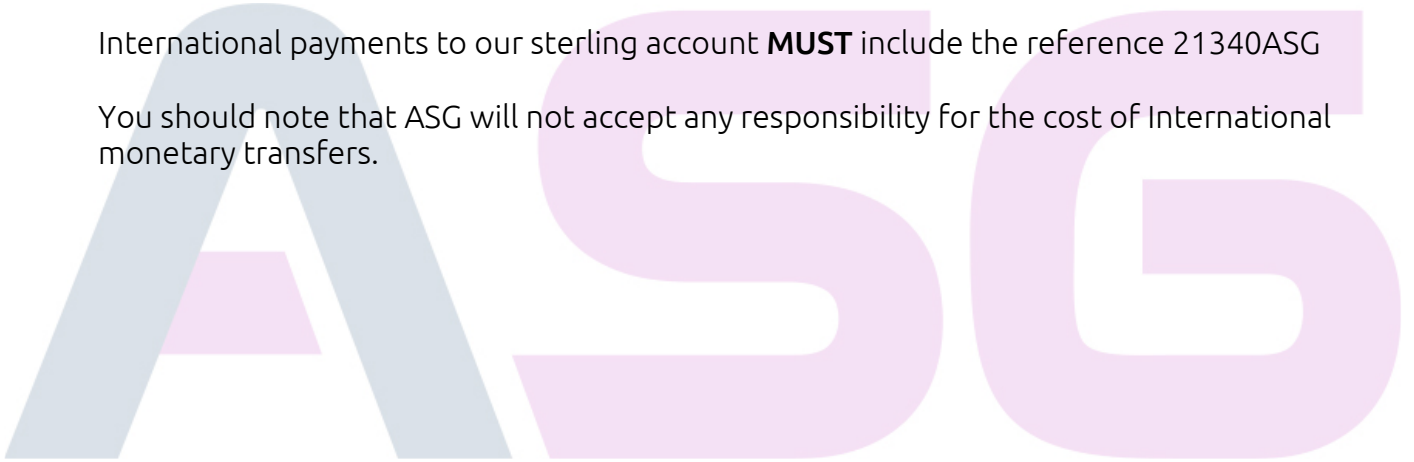 International payments to our sterling account MUST include the reference 21340ASG
You should note that ASG will not accept any responsibility for the cost of International
monetary transfers.
ASG